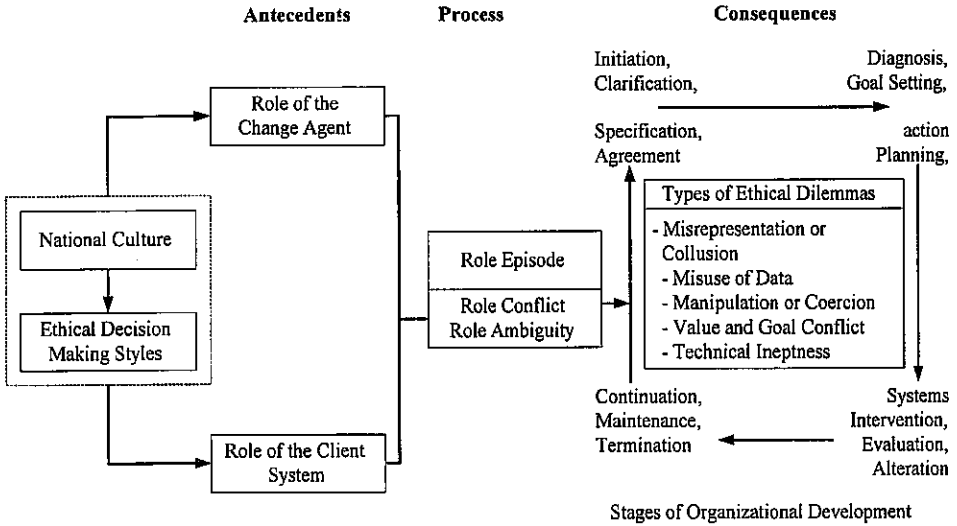 Antecedents
Process
Consequences
Role of the
Change Agent
National Culture
Ethical Decision
Making Styles
Role of the Client
System
Role Episode
Role Conflict
Role Ambiguity
Initiation,
Clarification,
Specification,
Agreement
Diagnosis,
Goal Setting,
action
Planning,
Types of Ethical Dilemmas
- Misrepresentation or
Collusion
- Misuse of Data
- Manipulation or Coercion
- Value and Goal Conflict
- Technical Ineptness
Continuation,
Maintenance,
Termination
Systems
Intervention,
Evaluation,
Alteration
Stages of Organizational Development